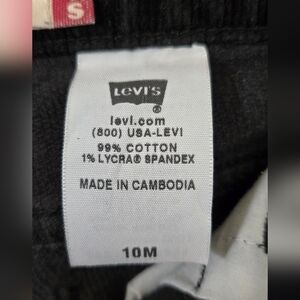 S
LEVI'S
®
levi.com
(800) USA-LEVI
99% COTTON
1% LYCRA® SPANDEX
MADE IN CAMBODIA
10M